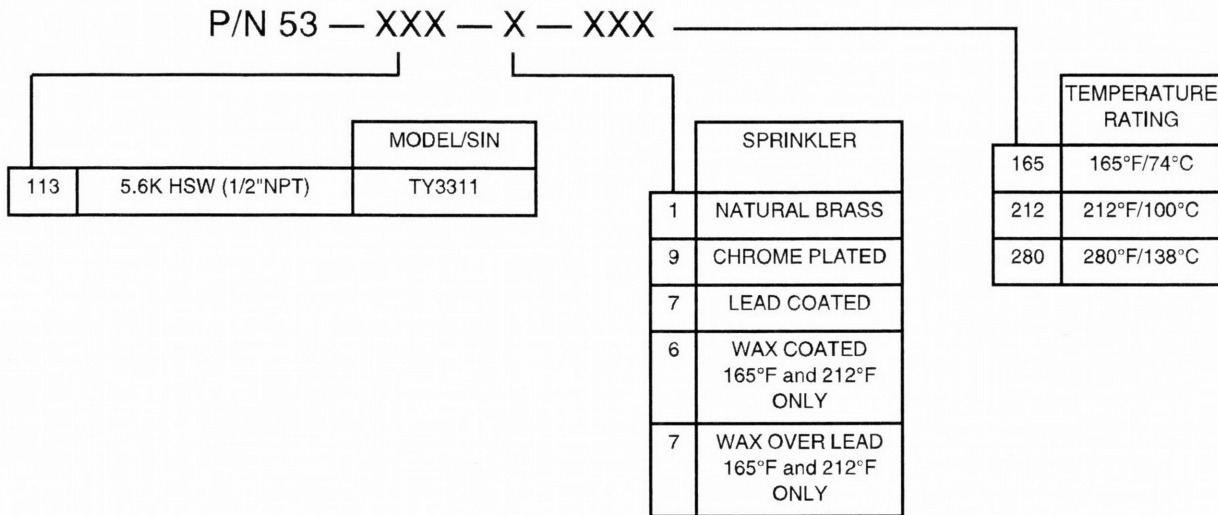 P/N 53 — XXX — X — XXX
MODEL/SIN
113 5.6K HSW (1/2"NPT) TY3311
SPRINKLER
1 NATURAL BRASS
9 CHROME PLATED
7 LEAD COATED
6 WAX COATED
165°F and 212°F
ONLY
7 WAX OVER LEAD
165°F and 212°F
ONLY
TEMPERATURE
RATING
165 165°F/74°C
212 212°F/100°C
280 280°F/138°C